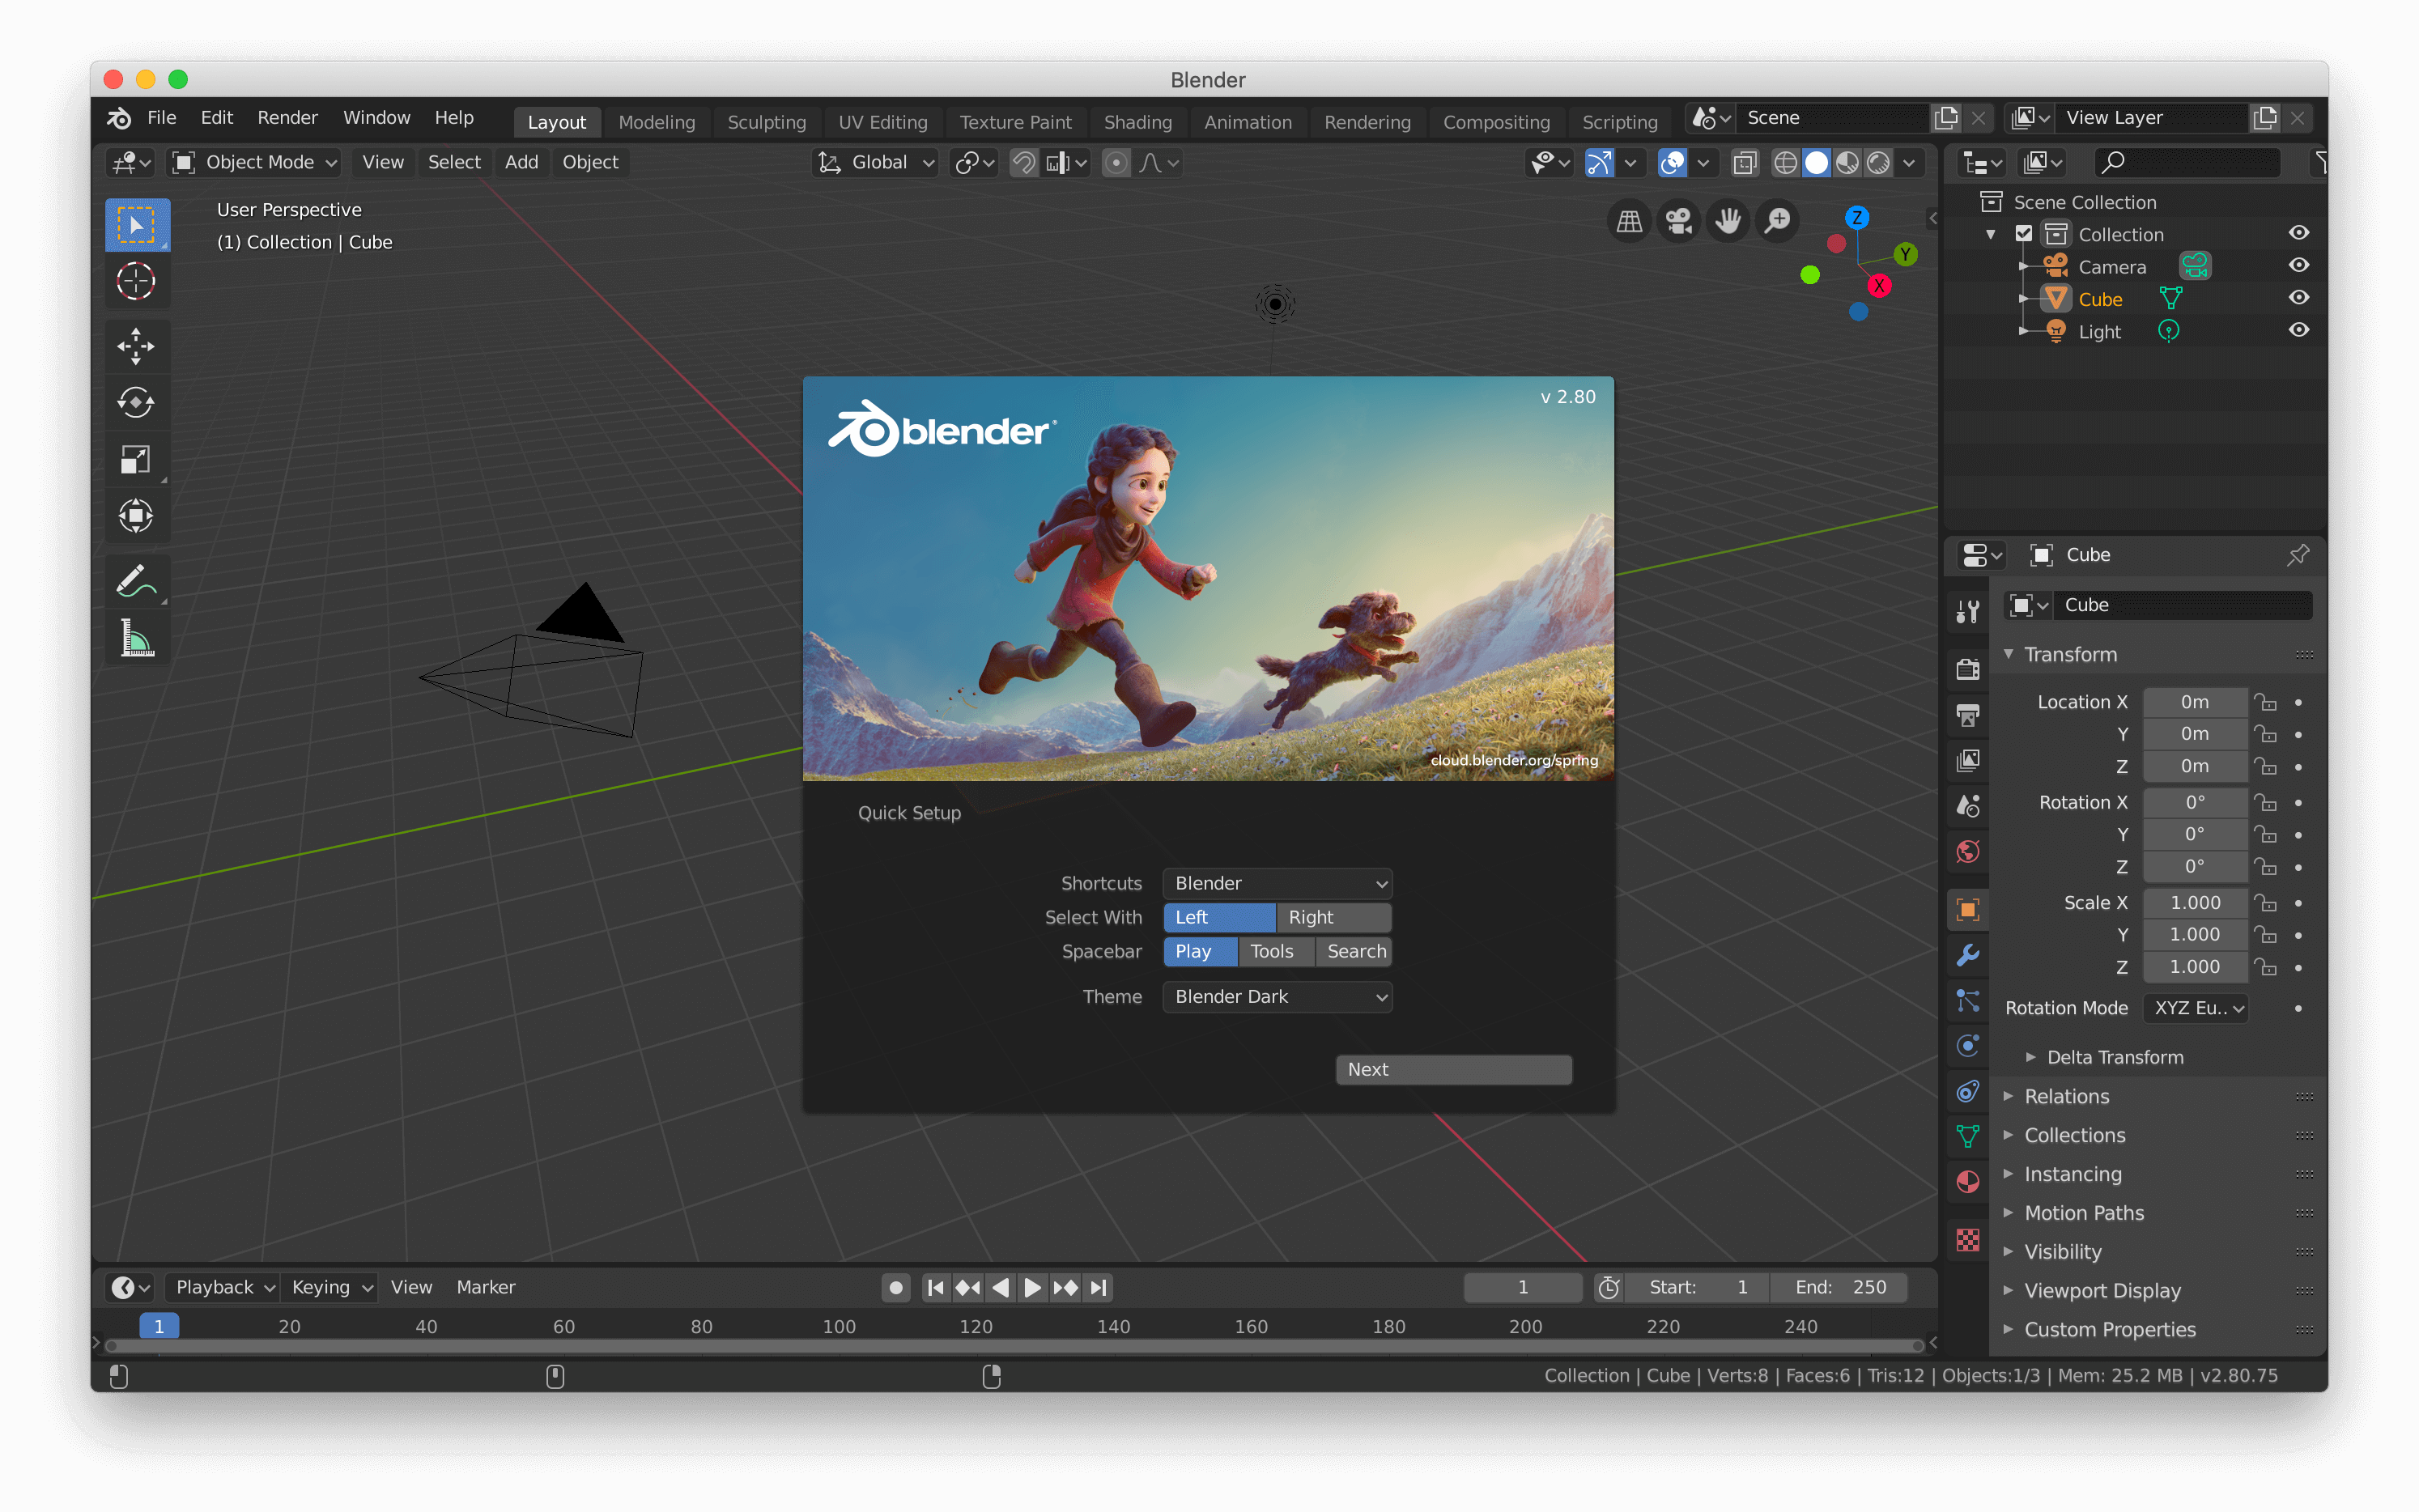 Blender
File Edit Render Window Help Layout Modeling Sculpting UV Editing Texture Paint Shading Animation Rendering Compositing Scripting Scene View Layer
Object Mode View Select Add Object Global
User Perspective
(1) Collection | Cube
Z
Y
X
Scene Collection
Collection
Camera
Cube
Light
blender
v 2.80
cloud.blender.org/spring
Quick Setup
Shortcuts Blender
Select With Left Right
Spacebar Play Tools Search
Theme Blender Dark
Next
Cube
Cube
Transform
Location X 0m
Y 0m
Z 0m
Rotation X 0°
Y 0°
Z 0°
Scale X 1.000
Y 1.000
Z 1.000
Rotation Mode XYZ Eu..
Delta Transform
Relations
Collections
Instancing
Motion Paths
Visibility
Viewport Display
Custom Properties
Playback Keying View Marker 1 Start: 1 End: 250
1 20 40 60 80 100 120 140 160 180 200 220 240
Collection | Cube | Verts:8 | Faces:6 | Tris:12 | Objects:1/3 | Mem: 25.2 MB | v2.80.75